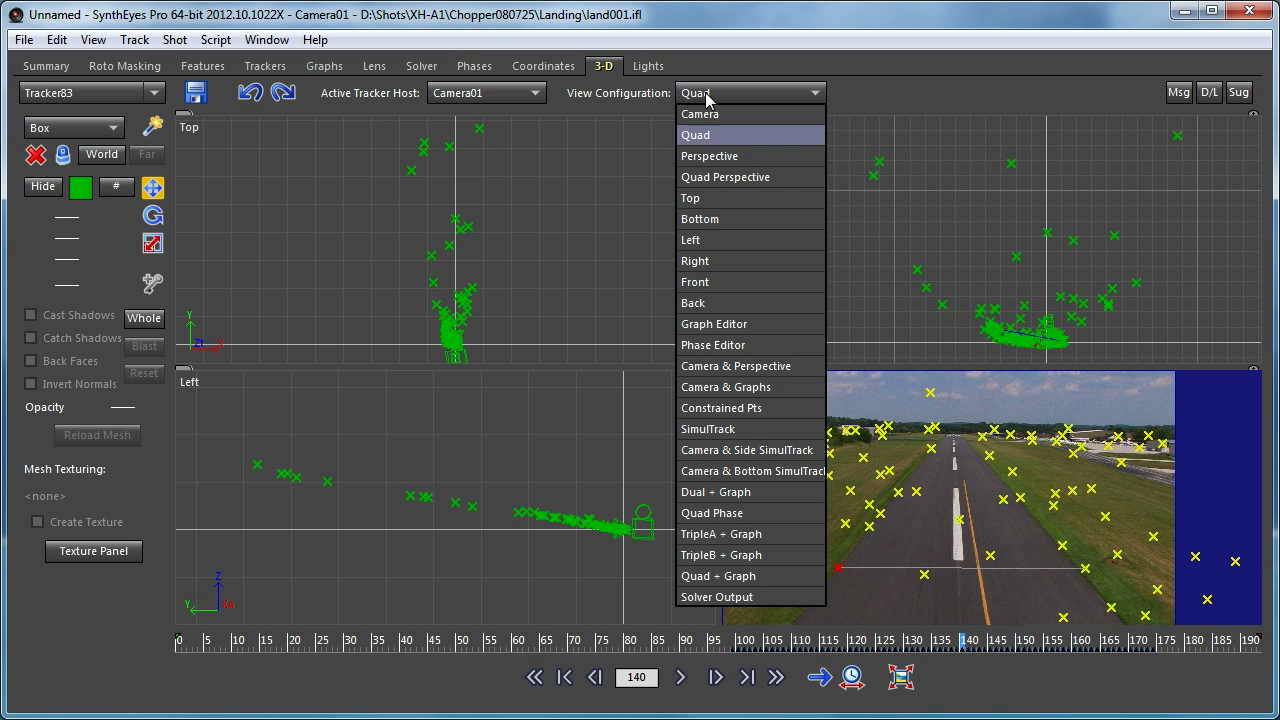 Unnamed - SynthEyes Pro 64-bit 2012.10.1022X - Camera01 - D:\Shots\XH-A1\Chopper080725\Landing\land001.ifl
File Edit View Track Shot Script Window Help
Summary Roto Masking Features Trackers Graphs Lens Solver Phases Coordinates 3-D Lights
Tracker83 Active Tracker Host: Camera01 View Configuration: Quad Msg D/L Sug
Box
World Far
Hide #
Cast Shadows Whole
Catch Shadows Blast
Back Faces Reset
Invert Normals
Opacity
Reload Mesh
Mesh Texturing:
<none>
Create Texture
Texture Panel
Top
Y
Zt X
Left
Z
Y Xa
Camera
Quad
Perspective
Quad Perspective
Top
Bottom
Left
Right
Front
Back
Graph Editor
Phase Editor
Camera & Perspective
Camera & Graphs
Constrained Pts
SimulTrack
Camera & Side SimulTrack
Camera & Bottom SimulTrack
Dual + Graph
Quad Phase
TripleA + Graph
TripleB + Graph
Quad + Graph
Solver Output
0 5 10 15 20 25 30 35 40 45 50 55 60 65 70 75 80 85 90 95 100 105 110 115 120 125 130 135 140 145 150 155 160 165 170 175 180 185 190
140